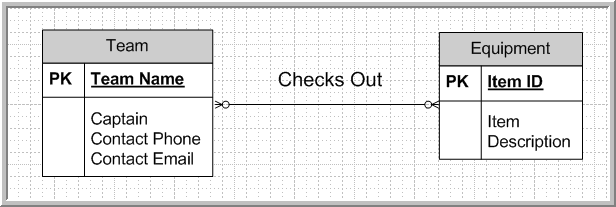 Team
PK Team Name
Captain
Contact Phone
Contact Email
Checks Out
Equipment
PK Item ID
Item
Description